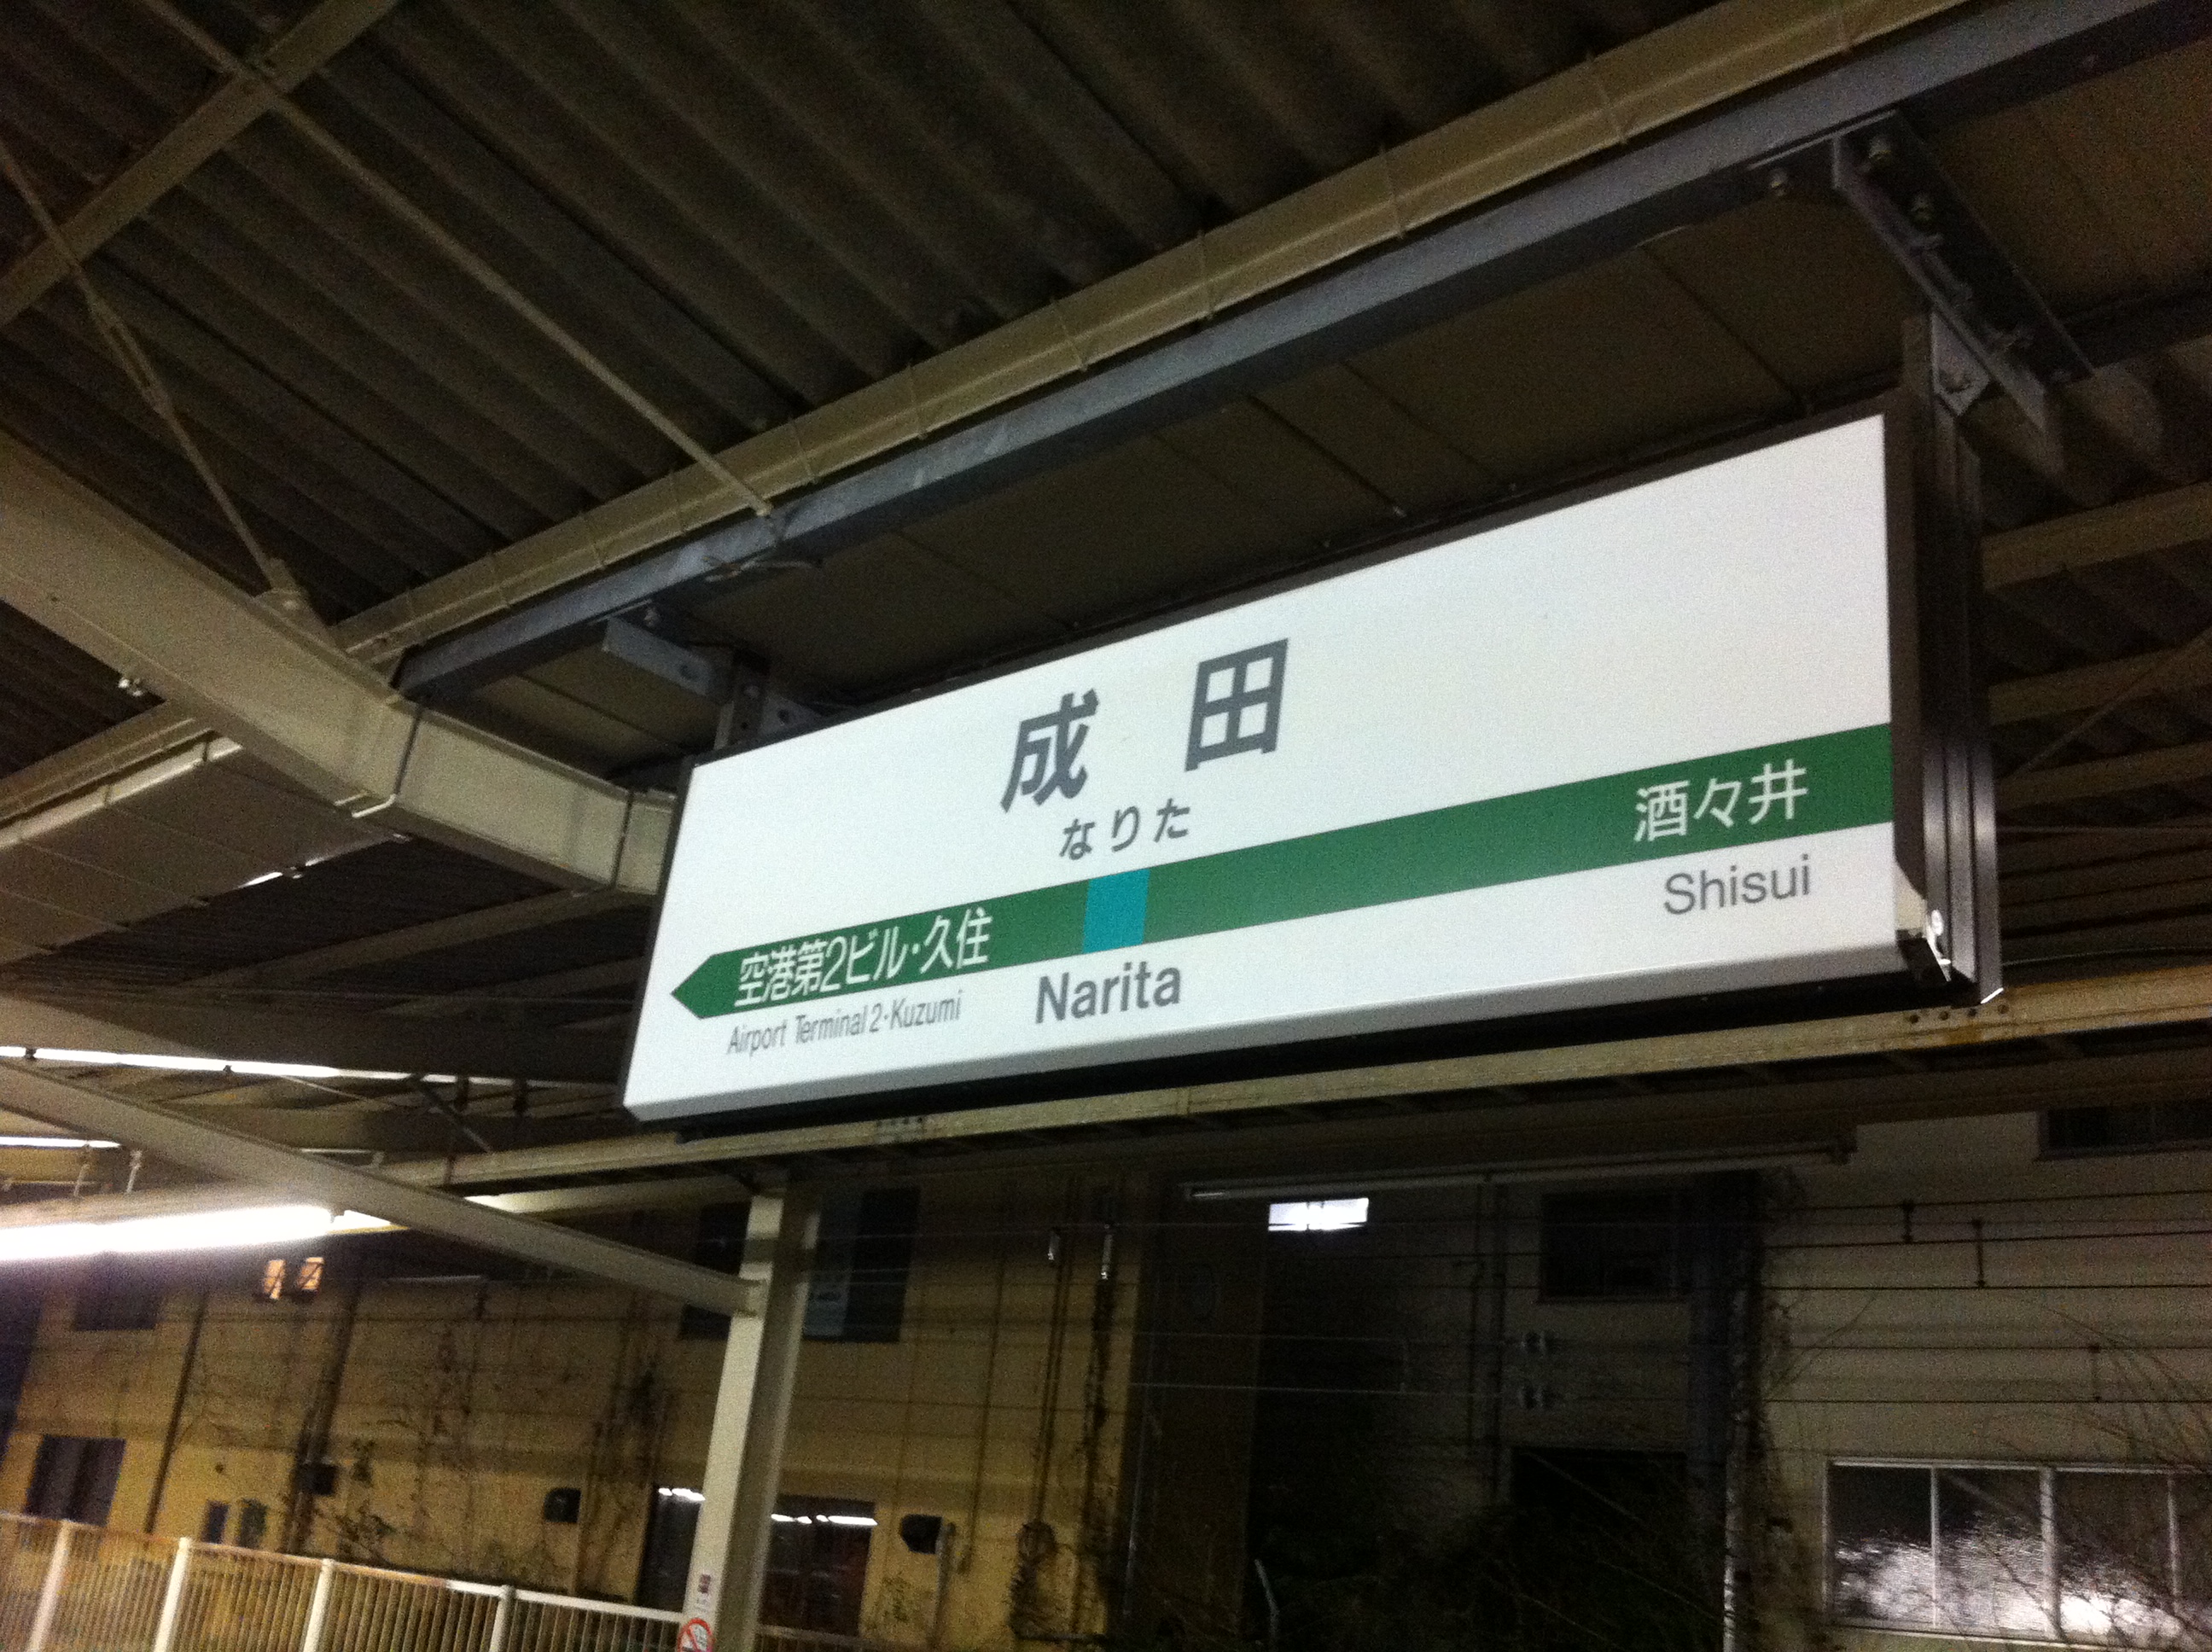 成田
なりた
空港第2ビル・久住
酒々井
Airport Terminal 2・Kuzumi
Narita
Shisui